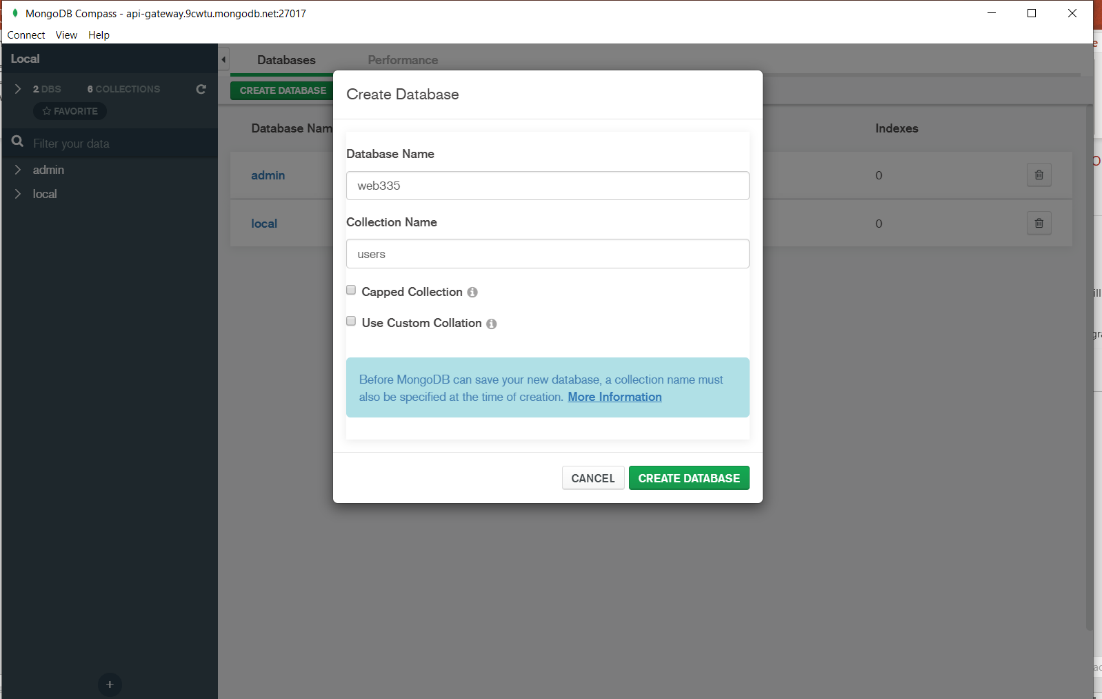 MongoDB Compass - api-gateway.9cwtu.mongodb.net:27017
Connect View Help
Local
2 DBS 6 COLLECTIONS
FAVORITE
Filter your data
admin
local
Databases Performance
CREATE DATABASE
Database Nam Indexes
admin 0
local 0
Create Database
Database Name
web335
Collection Name
users
Capped Collection
Use Custom Collation
Before MongoDB can save your new database, a collection name must
also be specified at the time of creation. More Information
CANCEL CREATE DATABASE